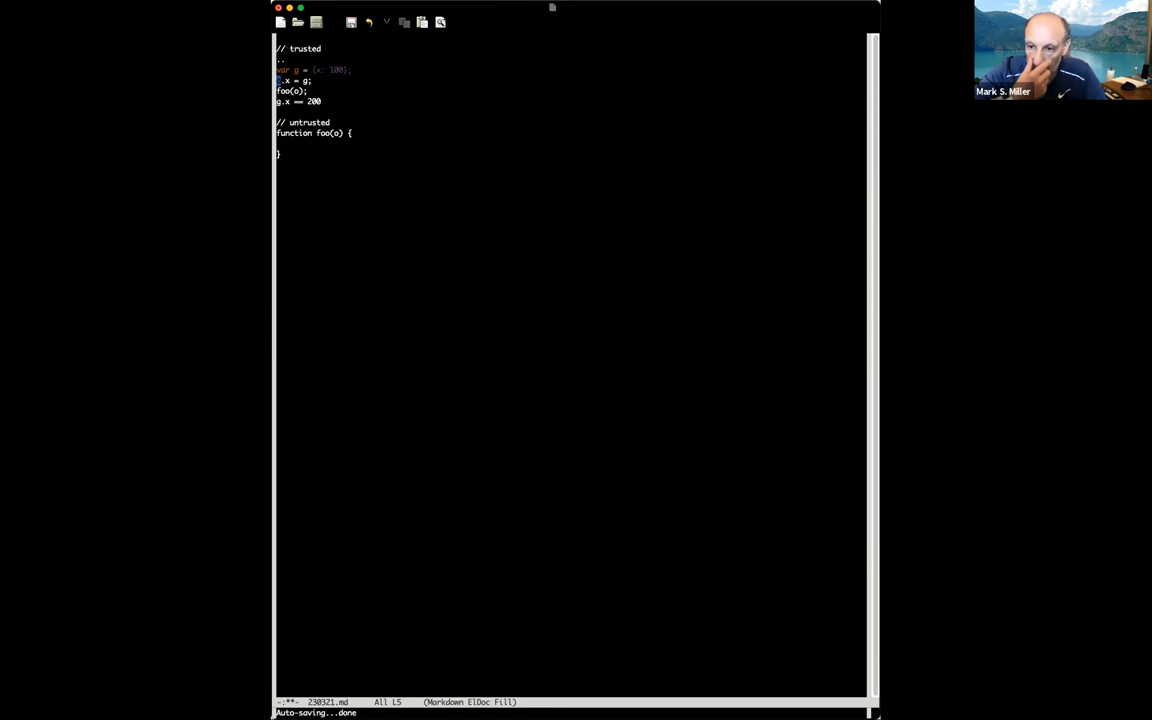 // trusted
..
var g = {x: 100};
.x = g;
foo(o);
g.x == 200
// untrusted
function foo(o) {
}
-:**-  230321.md      All L5     (Markdown ElDoc Fill)
Auto-saving...done
Mark S. Miller